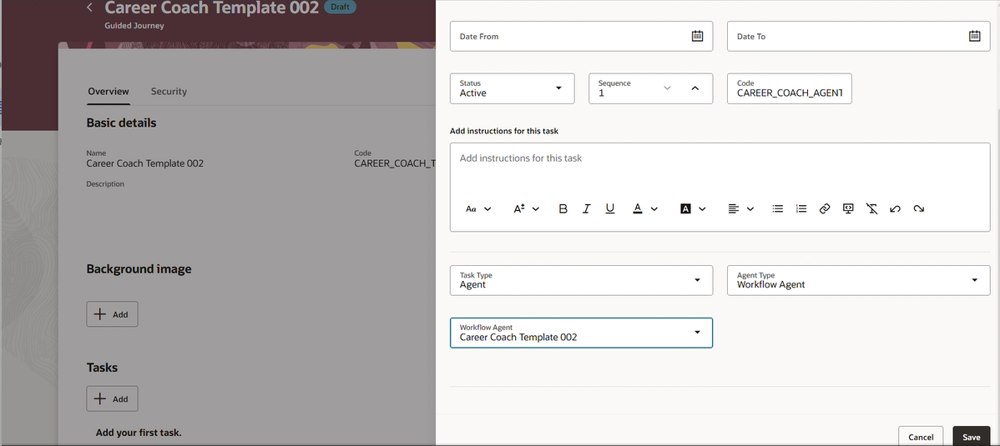 Career Coach Template 002
Draft
Guided Journey
Overview
Security
Basic details
Name
Career Coach Template 002
Code
CAREER_COACH_T
Description
Background image
Add
Tasks
Add
Add your first task.
Date From
Date To
Status
Active
Sequence
1
Code
CAREER_COACH_AGENT
Add instructions for this task
Add instructions for this task
Aa
A
B
I
U
A
A
Task Type
Agent
Agent Type
Workflow Agent
Workflow Agent
Career Coach Template 002
Cancel
Save